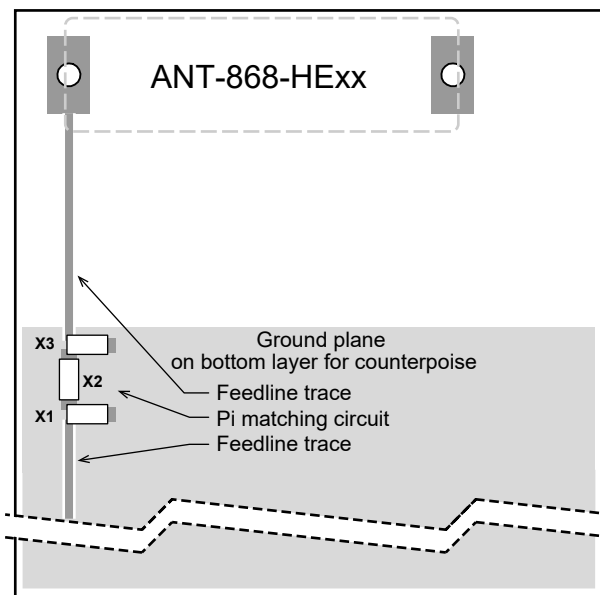 ANT-868-HExx
Ground plane
on bottom layer for counterpoise
X3
X2
X1
Feedline trace
Pi matching circuit
Feedline trace